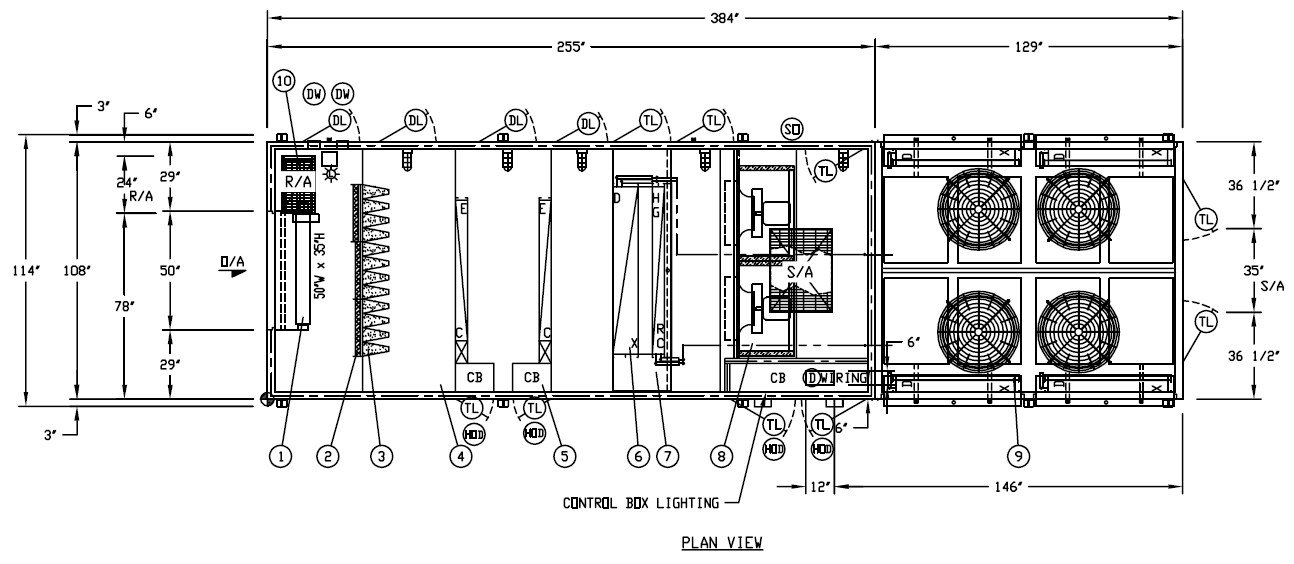 384″
255″
129″
10
DW
DW
3″
6″
DL
DL
DL
DL
TL
TL
SO
TL
24″
R/A
29″
R/A
E
E
D
H
G
D
X
D
X
36 1/2″
TL
114″
108″
50″
78″
O/A
50″W x 35″H
S/A
35″
S/A
TL
C
C
X
R
C
6″
29″
CB
CB
CB
D
WIRING
D
X
D
X
36 1/2″
3″
TL
HOD
TL
HOD
TL
HOD
TL
HOD
6″
1
2
3
4
5
6
7
8
9
12″
146″
CONTROL BOX LIGHTING
PLAN VIEW